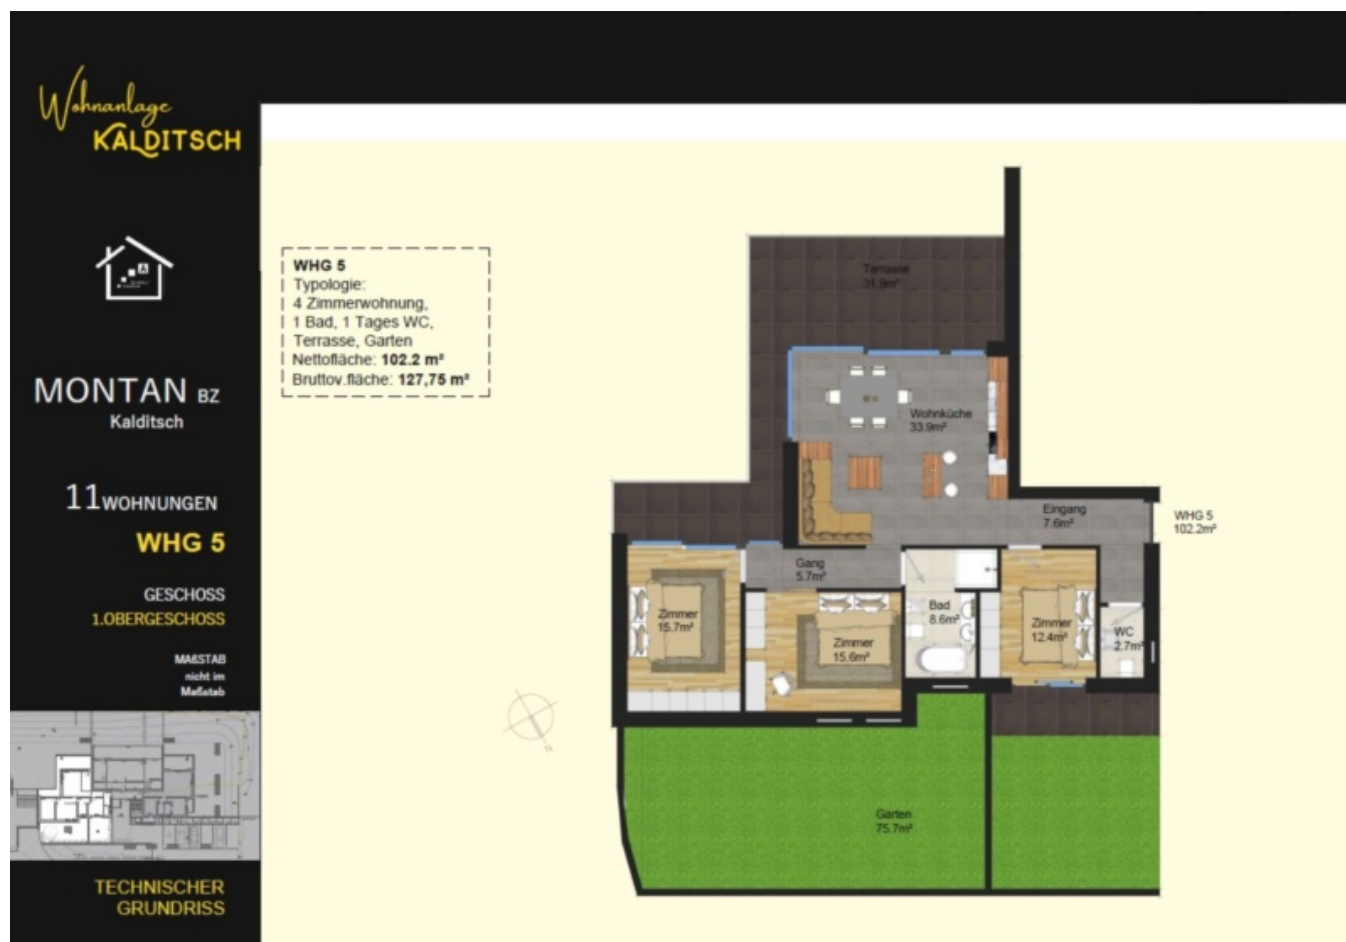 Wohnanlage
KALDITSCH
MONTAN BZ
Kalditsch
11 WOHNUNGEN
WHG 5
GESCHOSS
1.OBERGESCHOSS
MAßSTAB
nicht im
Maßstab
TECHNISCHER
GRUNDRISS
WHG 5
Typologie:
4 Zimmerwohnung,
1 Bad, 1 Tages WC,
Terrasse, Garten
Nettofläche: 102.2 m²
Bruttov.fläche: 127,75 m²
Terrasse
31.9m²
Wohnküche
33.9m²
Eingang
7.6m²
WHG 5
102.2m²
Gang
5.7m²
Zimmer
15.7m²
Zimmer
15.6m²
Bad
8.6m²
Zimmer
12.4m²
WC
2.7m²
Garten
75.7m²